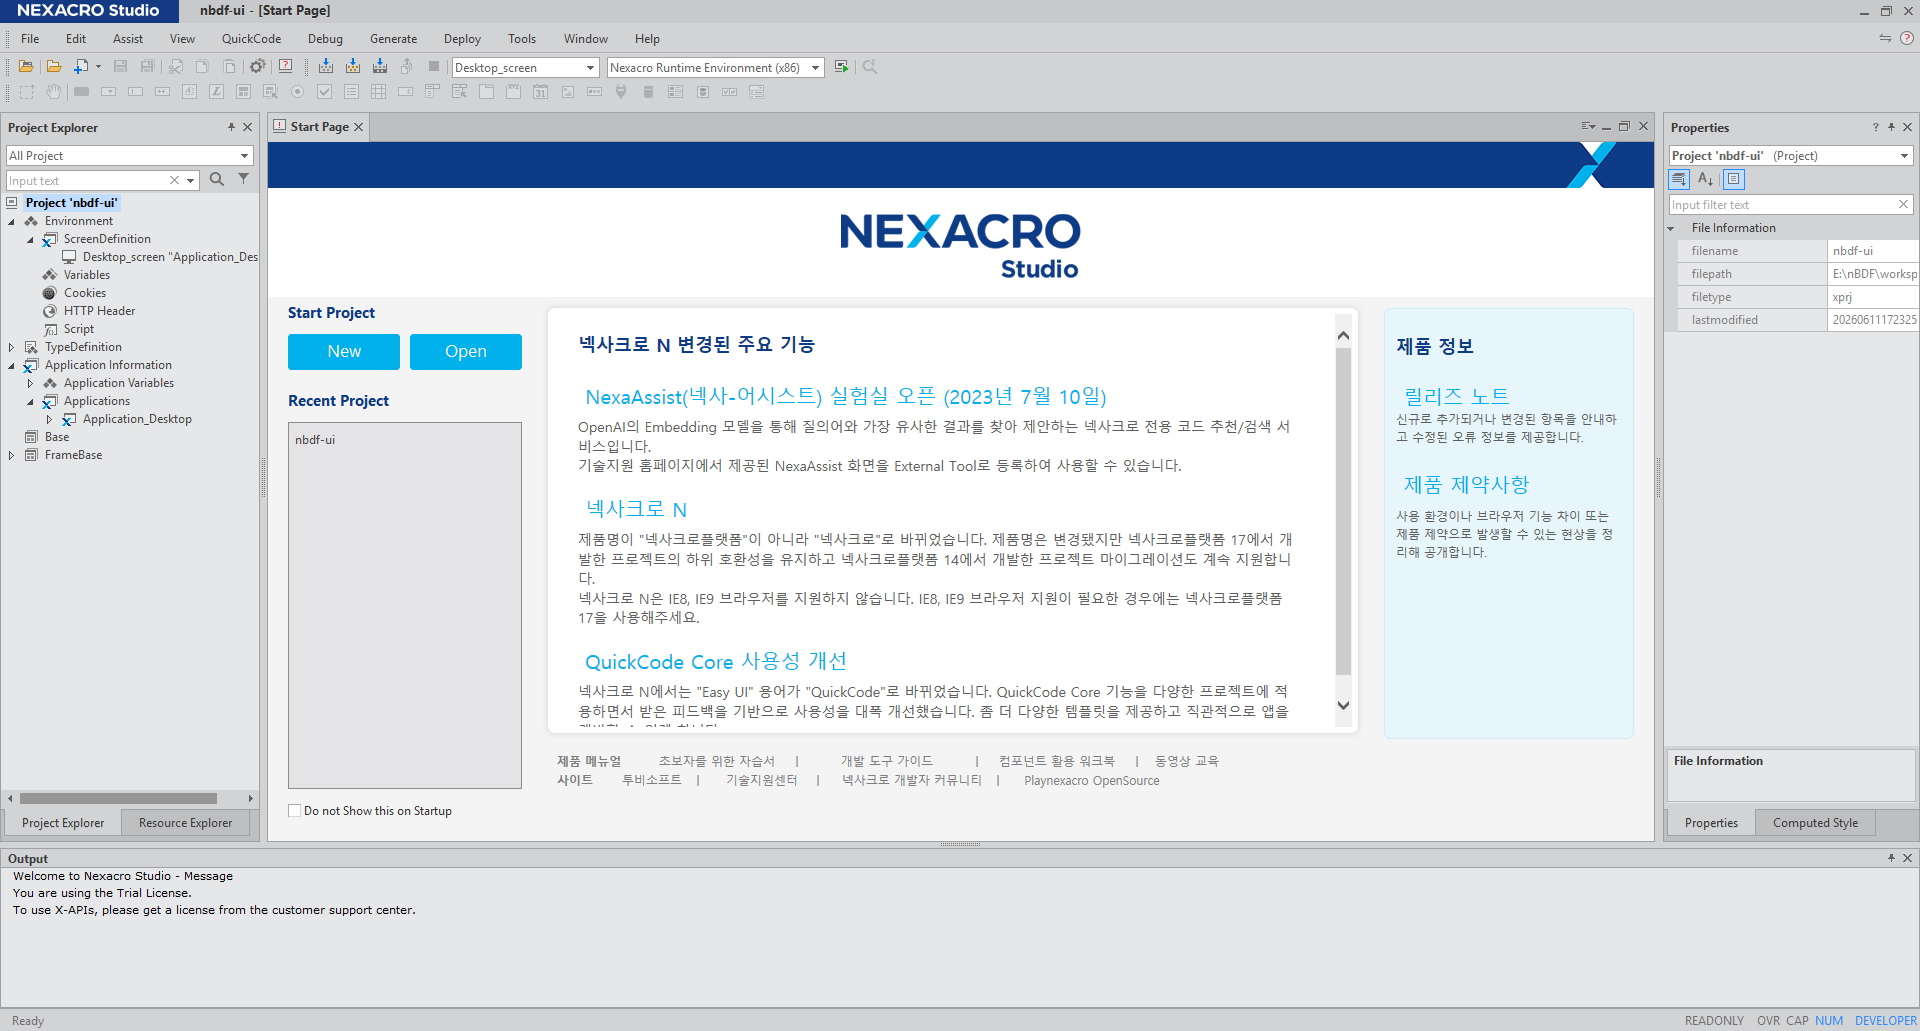 NEXACRO Studio
nbdf-ui - [Start Page]
File Edit Assist View QuickCode Debug Generate Deploy Tools Window Help
Desktop_screen
Nexacro Runtime Environment (x86)
Project Explorer
All Project
Input text
Project 'nbdf-ui'
Environment
ScreenDefinition
Desktop_screen "Application_Des
Variables
Cookies
HTTP Header
Script
TypeDefinition
Application Information
Application Variables
Applications
Application_Desktop
Base
FrameBase
Project Explorer
Resource Explorer
Start Page
NEXACRO
Studio
Start Project
New
Open
Recent Project
nbdf-ui
Do not Show this on Startup
넥사크로 N 변경된 주요 기능
NexaAssist(넥사-어시스트) 실험실 오픈 (2023년 7월 10일)
OpenAI의 Embedding 모델을 통해 질의어와 가장 유사한 결과를 찾아 제안하는 넥사크로 전용 코드 추천/검색 서
비스입니다.
기술지원 홈페이지에서 제공된 NexaAssist 화면을 External Tool로 등록하여 사용할 수 있습니다.
넥사크로 N
제품명이 "넥사크로플랫폼"이 아니라 "넥사크로"로 바뀌었습니다. 제품명은 변경됐지만 넥사크로플랫폼 17에서 개
발한 프로젝트의 하위 호환성을 유지하고 넥사크로플랫폼 14에서 개발한 프로젝트 마이그레이션도 계속 지원합니
다.
넥사크로 N은 IE8, IE9 브라우저를 지원하지 않습니다. IE8, IE9 브라우저 지원이 필요한 경우에는 넥사크로플랫폼
17을 사용해주세요.
QuickCode Core 사용성 개선
넥사크로 N에서는 "Easy UI" 용어가 "QuickCode"로 바뀌었습니다. QuickCode Core 기능을 다양한 프로젝트에 적
용하면서 받은 피드백을 기반으로 사용성을 대폭 개선했습니다. 좀 더 다양한 템플릿을 제공하고 직관적으로 앱을
제품 정보
릴리즈 노트
신규로 추가되거나 변경된 항목을 안내하
고 수정된 오류 정보를 제공합니다.
제품 제약사항
사용 환경이나 브라우저 기능 차이 또는
제품 제약으로 발생할 수 있는 현상을 정
리해 공개합니다.
제품 메뉴얼 초보자를 위한 자습서 | 개발 도구 가이드 | 컴포넌트 활용 워크북 | 동영상 교육
사이트 투비소프트 | 기술지원센터 | 넥사크로 개발자 커뮤니티 | Playnexacro OpenSource
Properties
Project 'nbdf-ui' (Project)
Input filter text
File Information
filename nbdf-ui
filepath E:\nBDF\worksp
filetype xprj
lastmodified 20260611172325
File Information
Properties
Computed Style
Output
Welcome to Nexacro Studio - Message
You are using the Trial License.
To use X-APIs, please get a license from the customer support center.
Ready
READONLY OVR CAP NUM DEVELOPER